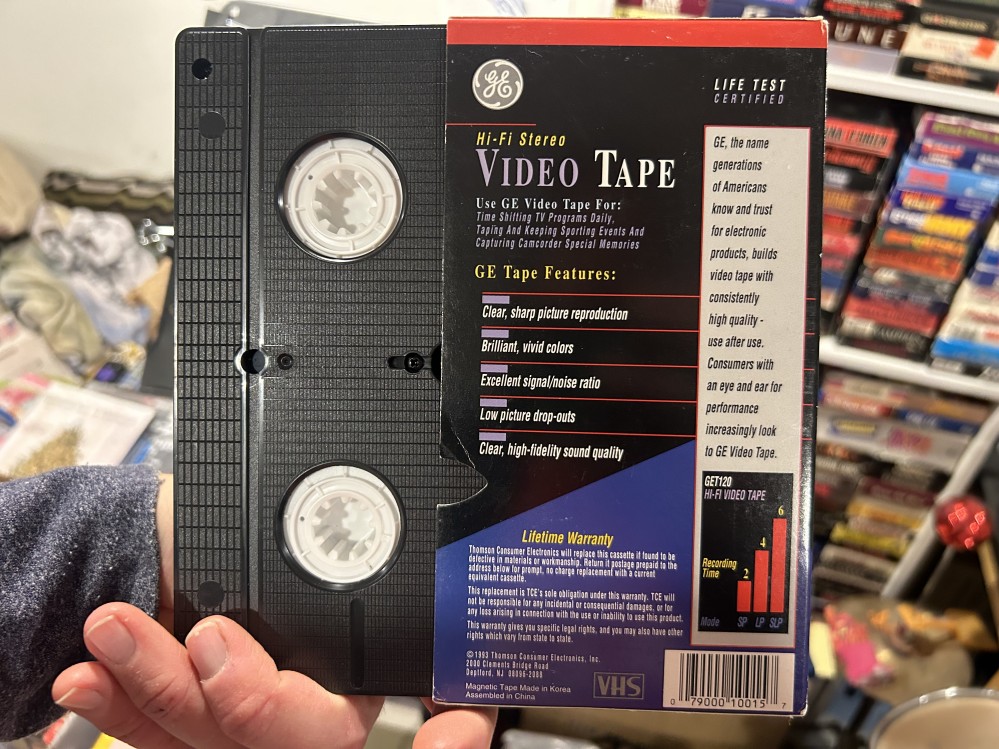 GE
LIFE TEST
CERTIFIED
Hi-Fi Stereo
VIDEO TAPE
Use GE Video Tape For:
Time Shifting TV Programs Daily,
Taping And Keeping Sporting Events And
Capturing Camcorder Special Memories
GE Tape Features:
Clear, sharp picture reproduction
Brilliant, vivid colors
Excellent signal/noise ratio
Low picture drop-outs
Clear, high-fidelity sound quality
GE, the name
generations
of Americans
know and trust
for electronic
products, builds
video tape with
consistently
high quality -
use after use.
Consumers with
an eye and ear for
performance
increasingly look
to GE Video Tape.
GET120
HI-FI VIDEO TAPE
6
4
2
Recording
Time
Mode SP LP SLP
Lifetime Warranty
Thomson Consumer Electronics will replace this cassette if found to be
defective in materials or workmanship. Return it postage prepaid to the
address below for prompt, no charge replacement with a current
equivalent cassette.
This replacement is TCE's sole obligation under this warranty. TCE will
not be responsible for any incidental or consequential damages, or for
any loss arising in connection with the use or inability to use this product.
This warranty gives you specific legal rights, and you may also have other
rights which vary from state to state.
©1993 Thomson Consumer Electronics, Inc.
2000 Clements Bridge Road
Deptford, NJ 08096-2088
Magnetic Tape Made in Korea
Assembled in China
VHS
0 79000 10015 7